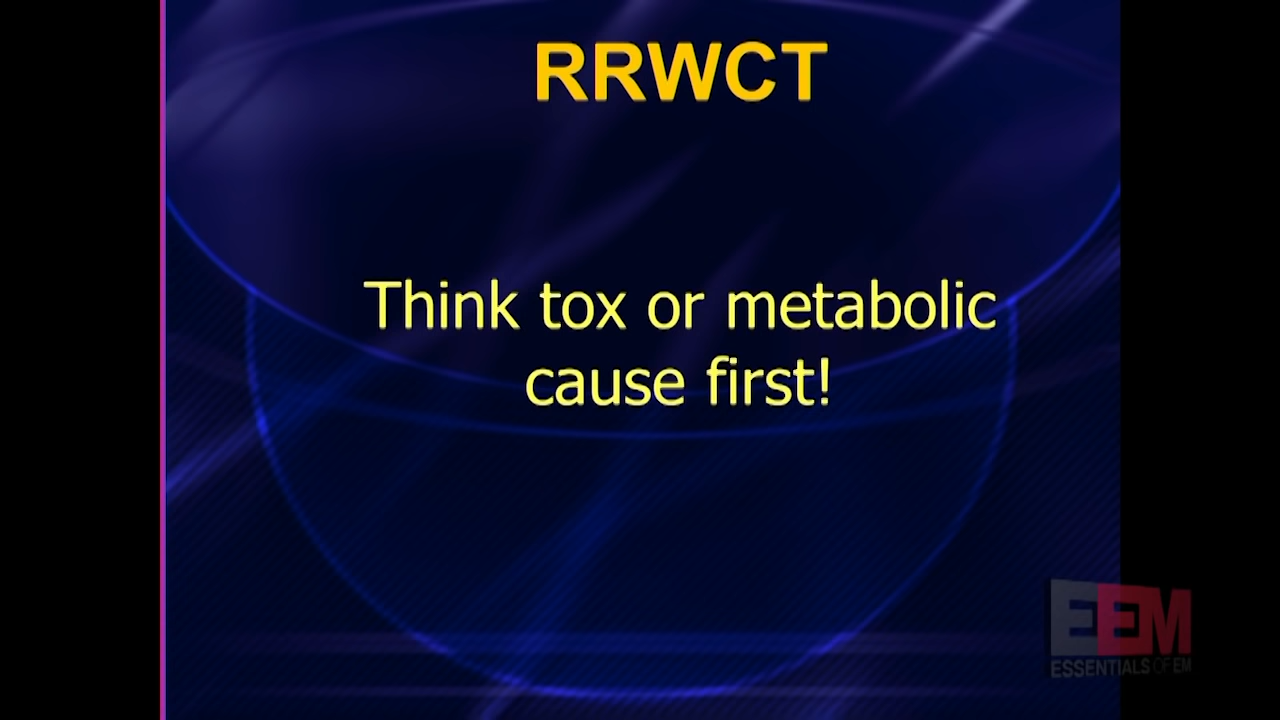 RRWCT
Think tox or metabolic
cause first!
EEM
ESSENTIALS OF EM